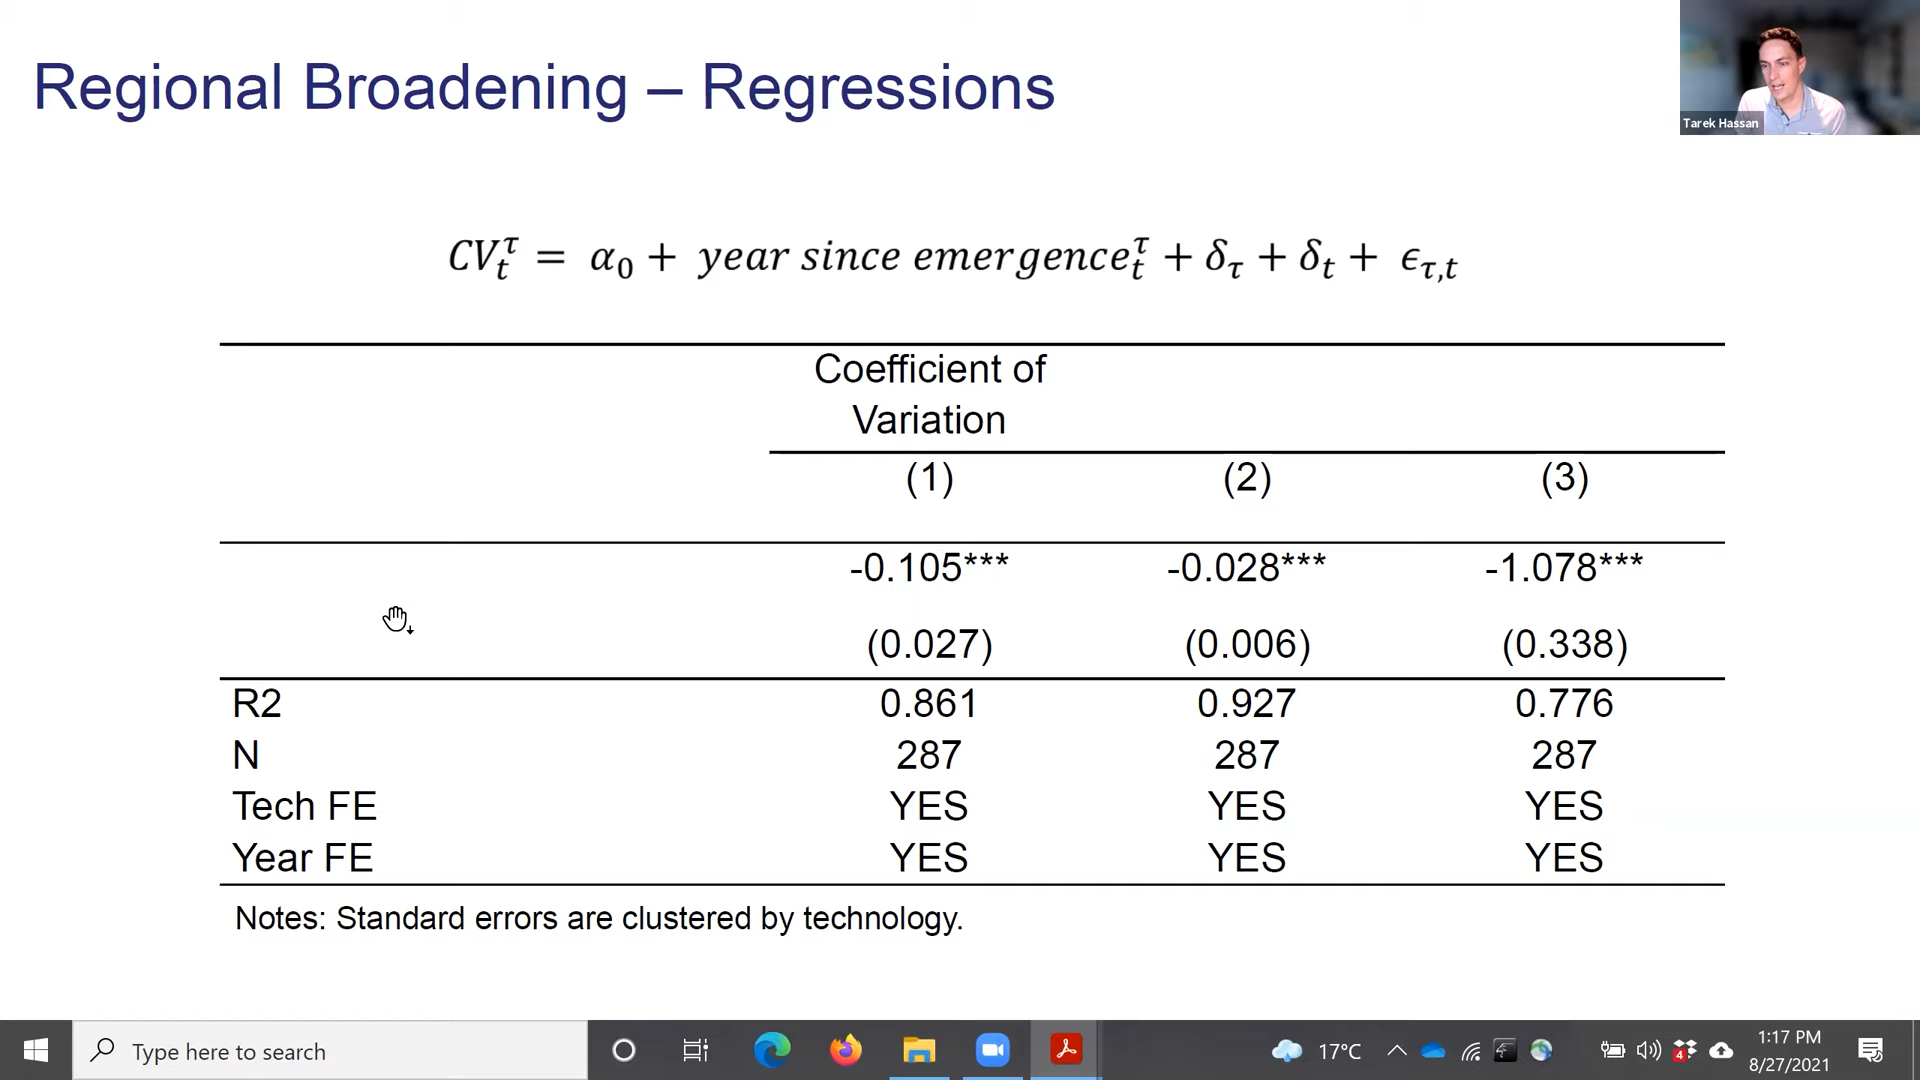 Regional Broadening – Regressions
Tarek Hassan
CV_t^τ = α_0 + year since emergence_t^τ + δ_τ + δ_t + ϵ_{τ,t}
Coefficient of
Variation
(1) (2) (3)
-0.105*** -0.028*** -1.078***
(0.027) (0.006) (0.338)
R2 0.861 0.927 0.776
N 287 287 287
Tech FE YES YES YES
Year FE YES YES YES
Notes: Standard errors are clustered by technology.
Type here to search
17°C
4
1:17 PM
8/27/2021